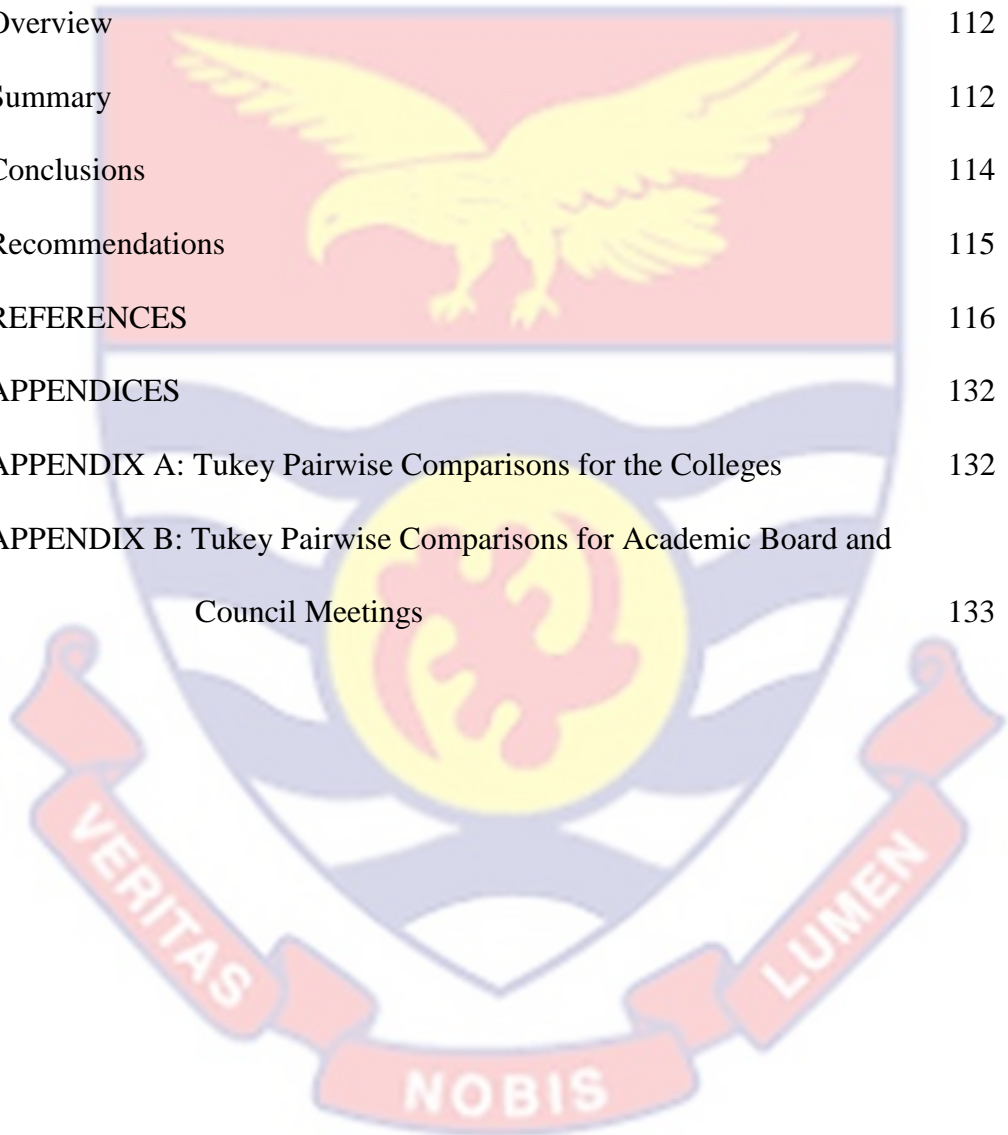 Overview 112
Summary 112
Conclusions 114
Recommendations 115
REFERENCES 116
APPENDICES 132
APPENDIX A: Tukey Pairwise Comparisons for the Colleges 132
APPENDIX B: Tukey Pairwise Comparisons for Academic Board and
Council Meetings 133
VERITAS
NOBIS
LUMEN